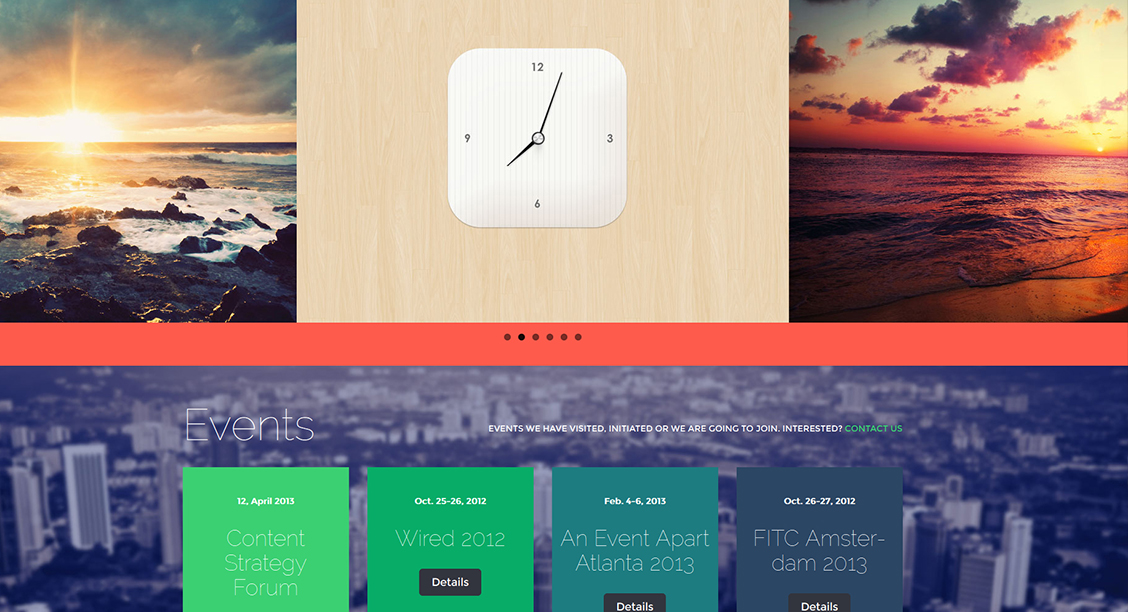 12
9
3
6
Events
EVENTS WE HAVE VISITED, INITIATED OR WE ARE GOING TO JOIN. INTERESTED? CONTACT US
12, April 2013
Content
Strategy
Forum
Oct. 25-26, 2012
Wired 2012
Details
Feb. 4-6, 2013
An Event Apart
Atlanta 2013
Details
Oct. 26-27, 2012
FITC Amster-
dam 2013
Details